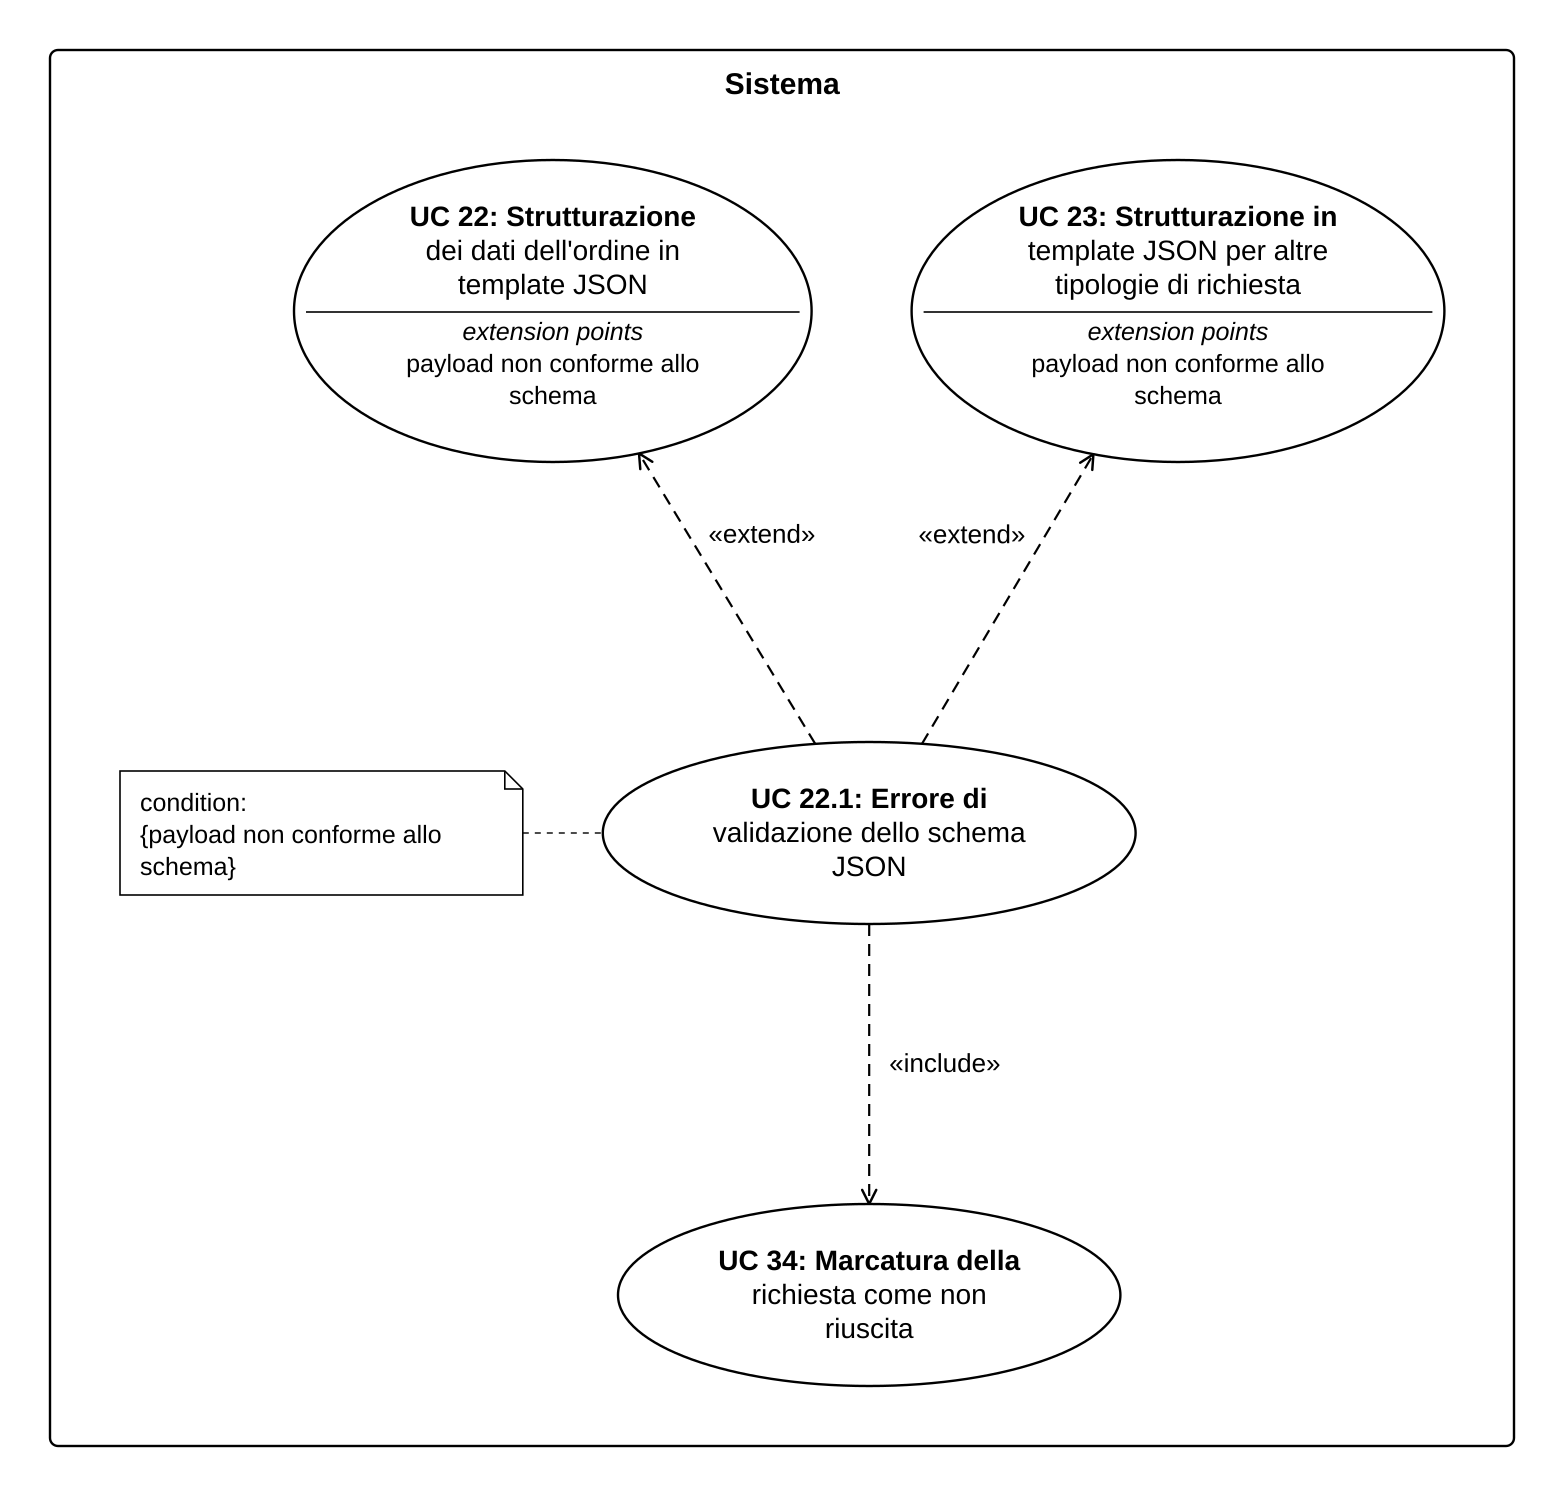 Sistema
UC 22: Strutturazione
dei dati dell'ordine in
template JSON
extension points
payload non conforme allo
schema
UC 23: Strutturazione in
template JSON per altre
tipologie di richiesta
extension points
payload non conforme allo
schema
«extend»
«extend»
condition:
{payload non conforme allo
schema}
UC 22.1: Errore di
validazione dello schema
JSON
«include»
UC 34: Marcatura della
richiesta come non
riuscita